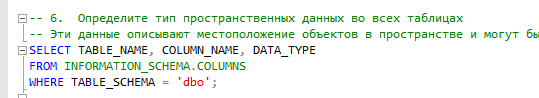 -- 6.  Определите тип пространственных данных во всех таблицах
-- Эти данные описывают местоположение объектов в пространстве и могут
SELECT TABLE_NAME, COLUMN_NAME, DATA_TYPE
FROM INFORMATION_SCHEMA.COLUMNS
WHERE TABLE_SCHEMA = 'dbo';